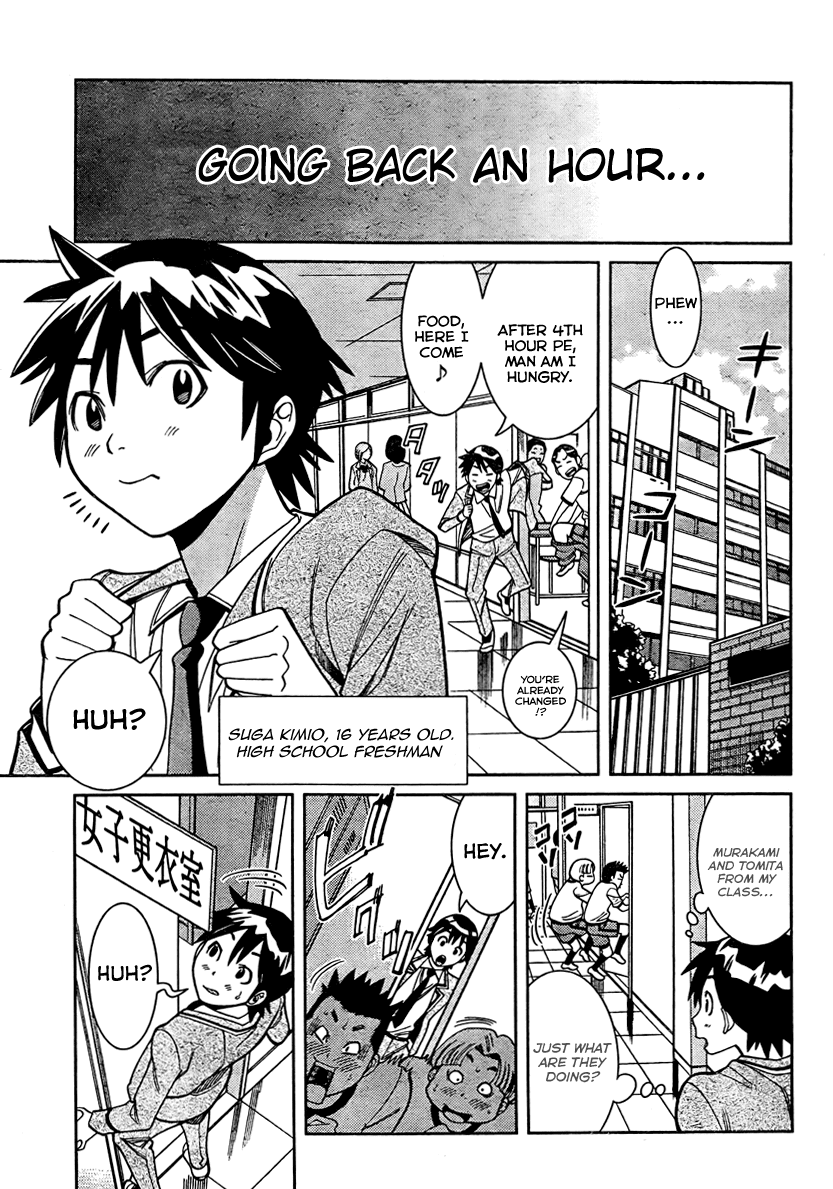 GOING BACK AN HOUR...
PHEW
...
キーン
コーン
AFTER 4TH
HOUR PE,
MAN AM I
HUNGRY.
FOOD,
HERE I
COME
♪
YOU'RE
ALREADY
CHANGED
!?
HUH?
SUGA KIMIO, 16 YEARS OLD.
HIGH SCHOOL FRESHMAN
MURAKAMI
AND TOMITA
FROM MY
CLASS...
JUST WHAT
ARE THEY
DOING?
HEY.
女子更衣室
HUH?